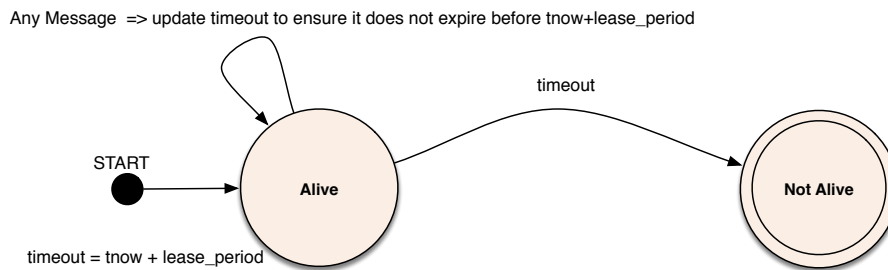 Any Message => update timeout to ensure it does not expire before tnow+lease_period
timeout
START
Alive
Not Alive
timeout = tnow + lease_period